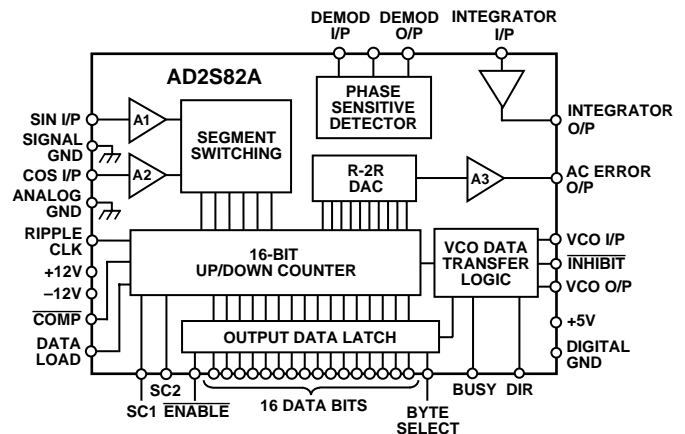 DEMOD I/P
DEMOD O/P
INTEGRATOR I/P
AD2S82A
PHASE
SENSITIVE
DETECTOR
INTEGRATOR
O/P
SIN I/P
A1
SEGMENT
SWITCHING
SIGNAL
GND
COS I/P
A2
R-2R
DAC
A3
AC ERROR
O/P
ANALOG
GND
RIPPLE
CLK
16-BIT
UP/DOWN COUNTER
VCO DATA
TRANSFER
LOGIC
VCO I/P
INHIBIT
VCO O/P
+12V
–12V
COMP
DATA
LOAD
OUTPUT DATA LATCH
+5V
DIGITAL
GND
SC1
SC2
ENABLE
16 DATA BITS
BYTE
SELECT
BUSY
DIR